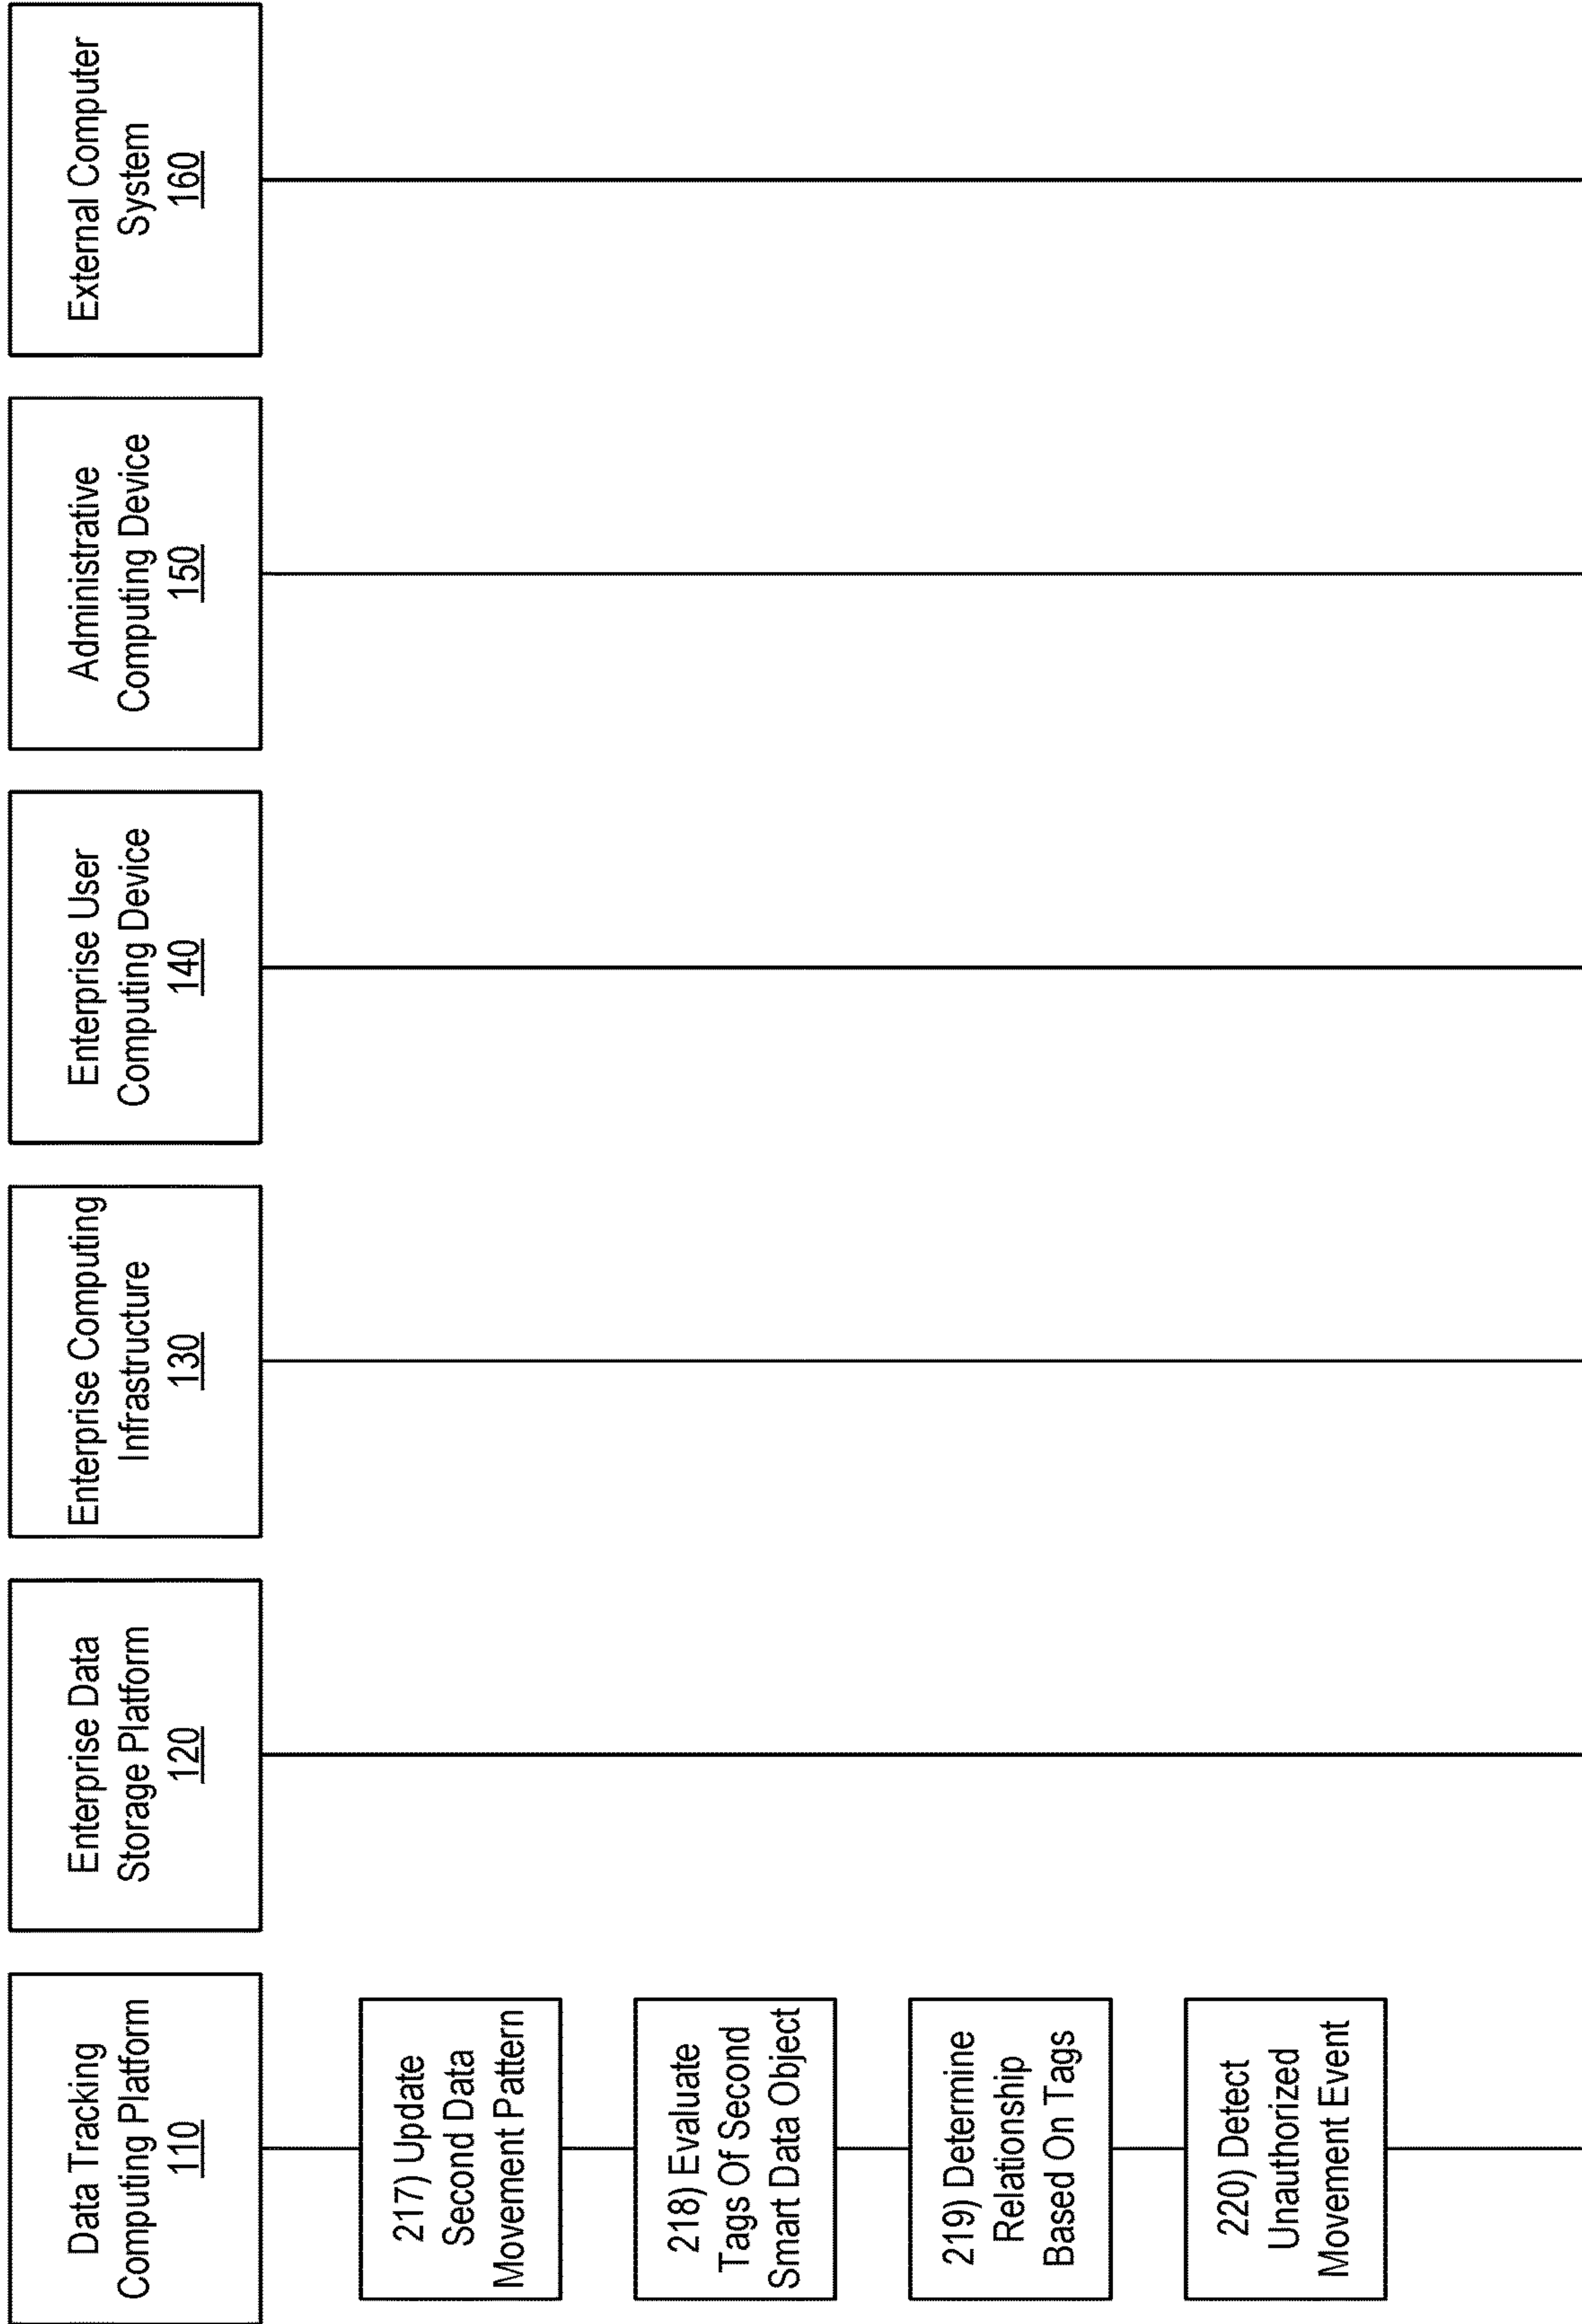 Data Tracking
Computing Platform
110
Enterprise Data
Storage Platform
120
Enterprise Computing
Infrastructure
130
Enterprise User
Computing Device
140
Administrative
Computing Device
150
External Computer
System
160
217) Update
Second Data
Movement Pattern
218) Evaluate
Tags Of Second
Smart Data Object
219) Determine
Relationship
Based On Tags
220) Detect
Unauthorized
Movement Event